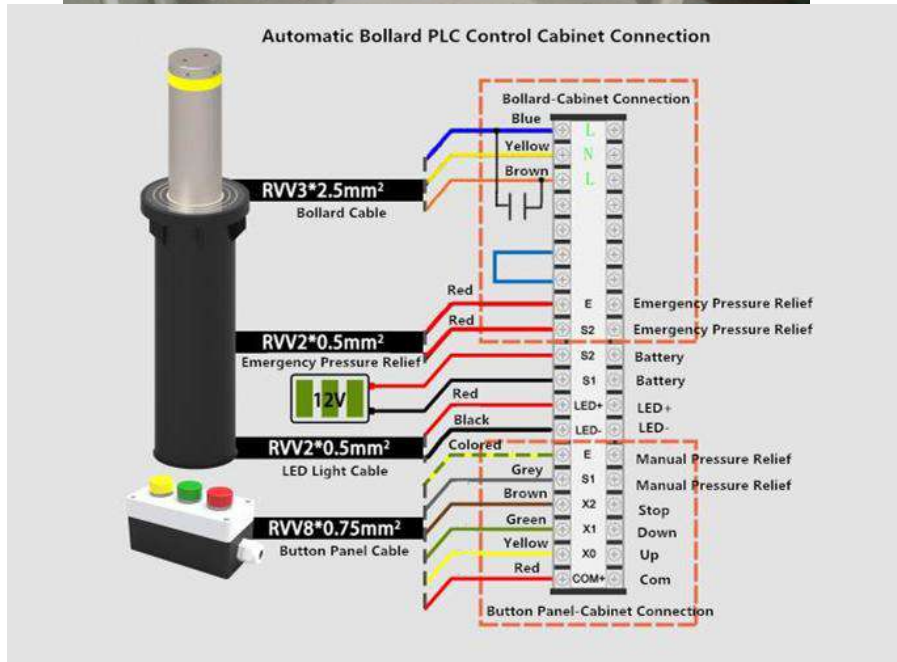 Automatic Bollard PLC Control Cabinet Connection
Bollard-Cabinet Connection
Blue
L
Yellow
N
Brown
L
RVV3*2.5mm²
Bollard Cable
Red
E
Emergency Pressure Relief
Red
S2
Emergency Pressure Relief
RVV2*0.5mm²
Emergency Pressure Relief
S2
Battery
12V
S1
Battery
Red
LED+
LED+
Black
LED-
LED-
RVV2*0.5mm²
LED Light Cable
Colored
E
Manual Pressure Relief
Grey
S1
Manual Pressure Relief
Brown
X2
Stop
RVV8*0.75mm²
Button Panel Cable
Green
X1
Down
Yellow
X0
Up
Red
COM+
Com
Button Panel-Cabinet Connection